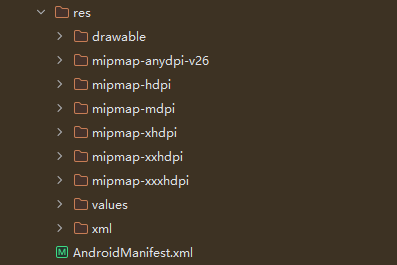 res
drawable
mipmap-anydpi-v26
mipmap-hdpi
mipmap-mdpi
mipmap-xhdpi
mipmap-xxhdpi
mipmap-xxxhdpi
values
xml
M AndroidManifest.xml